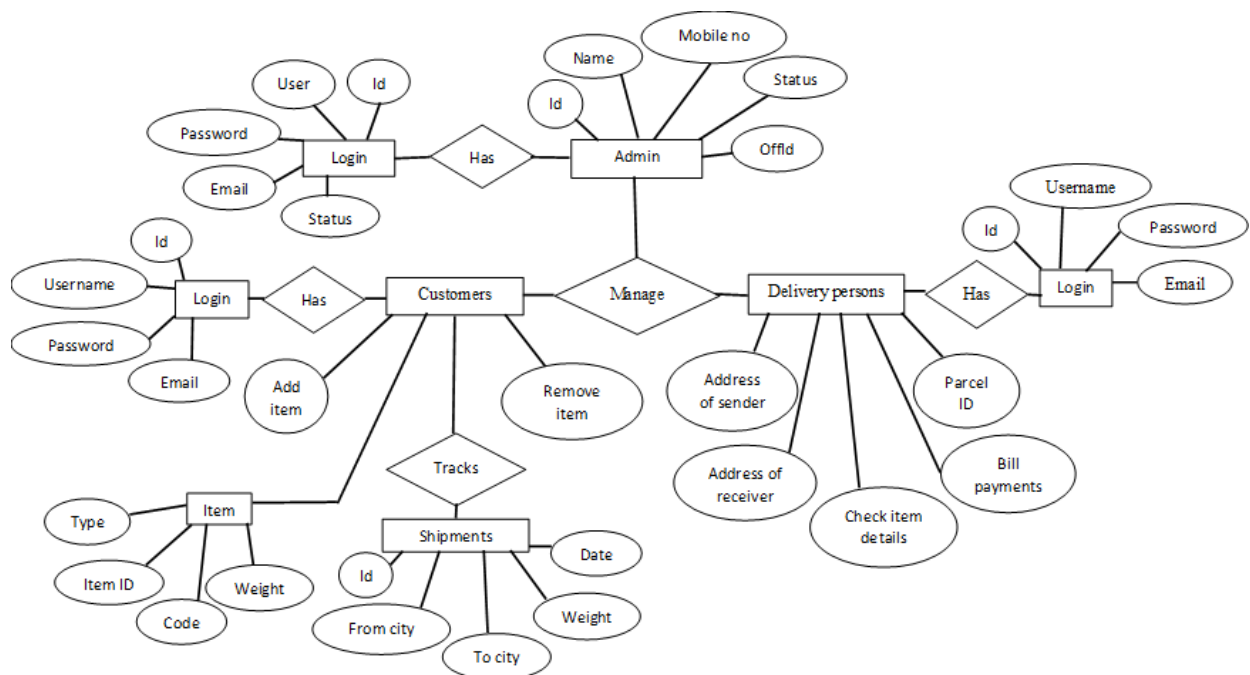 Mobile no
Name
Status
User
Id
Id
Password
Login
Has
Admin
OffId
Email
Status
Username
Id
Id
Password
Username
Login
Has
Customers
Manage
Delivery persons
Has
Login
Email
Password
Email
Add
item
Remove
item
Address
of sender
Parcel
ID
Tracks
Address of
receiver
Bill
payments
Type
Item
Check item
details
Shipments
Date
Item ID
Weight
Id
Weight
Code
From city
To city